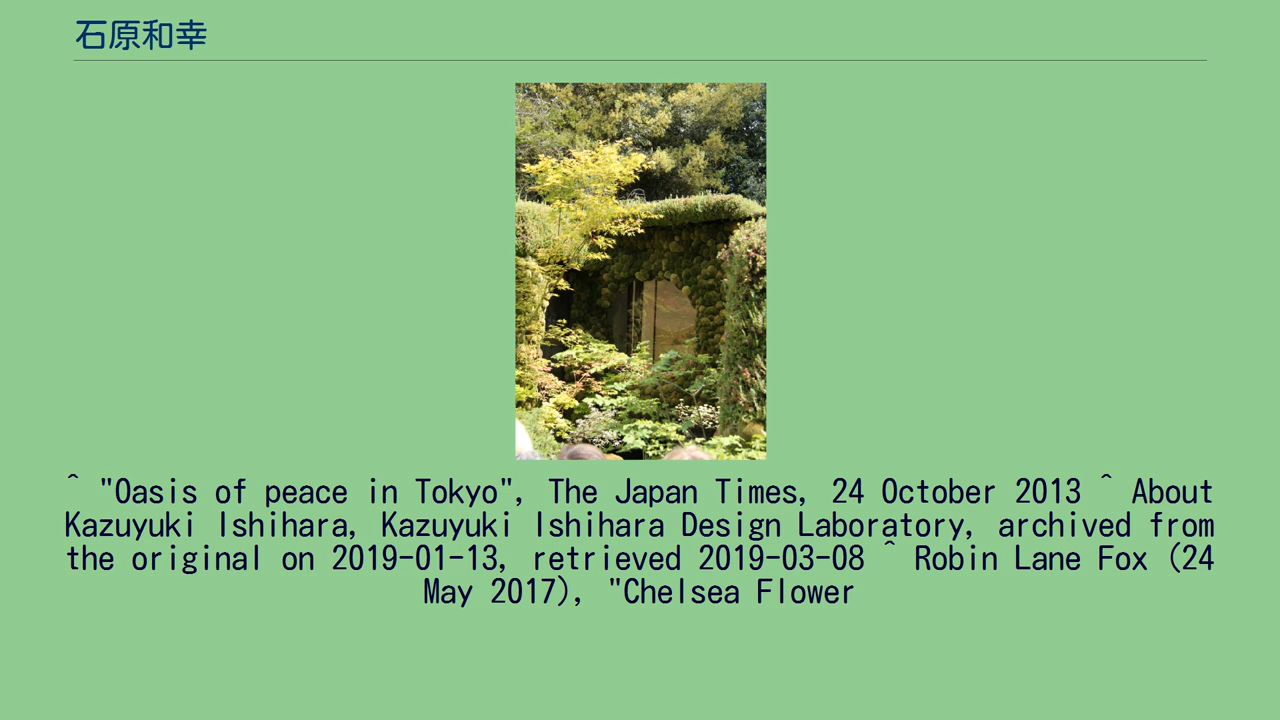 石原和幸
^ "Oasis of peace in Tokyo", The Japan Times, 24 October 2013 ^ About
Kazuyuki Ishihara, Kazuyuki Ishihara Design Laboratory, archived from
the original on 2019-01-13, retrieved 2019-03-08 ^ Robin Lane Fox (24
May 2017), "Chelsea Flower